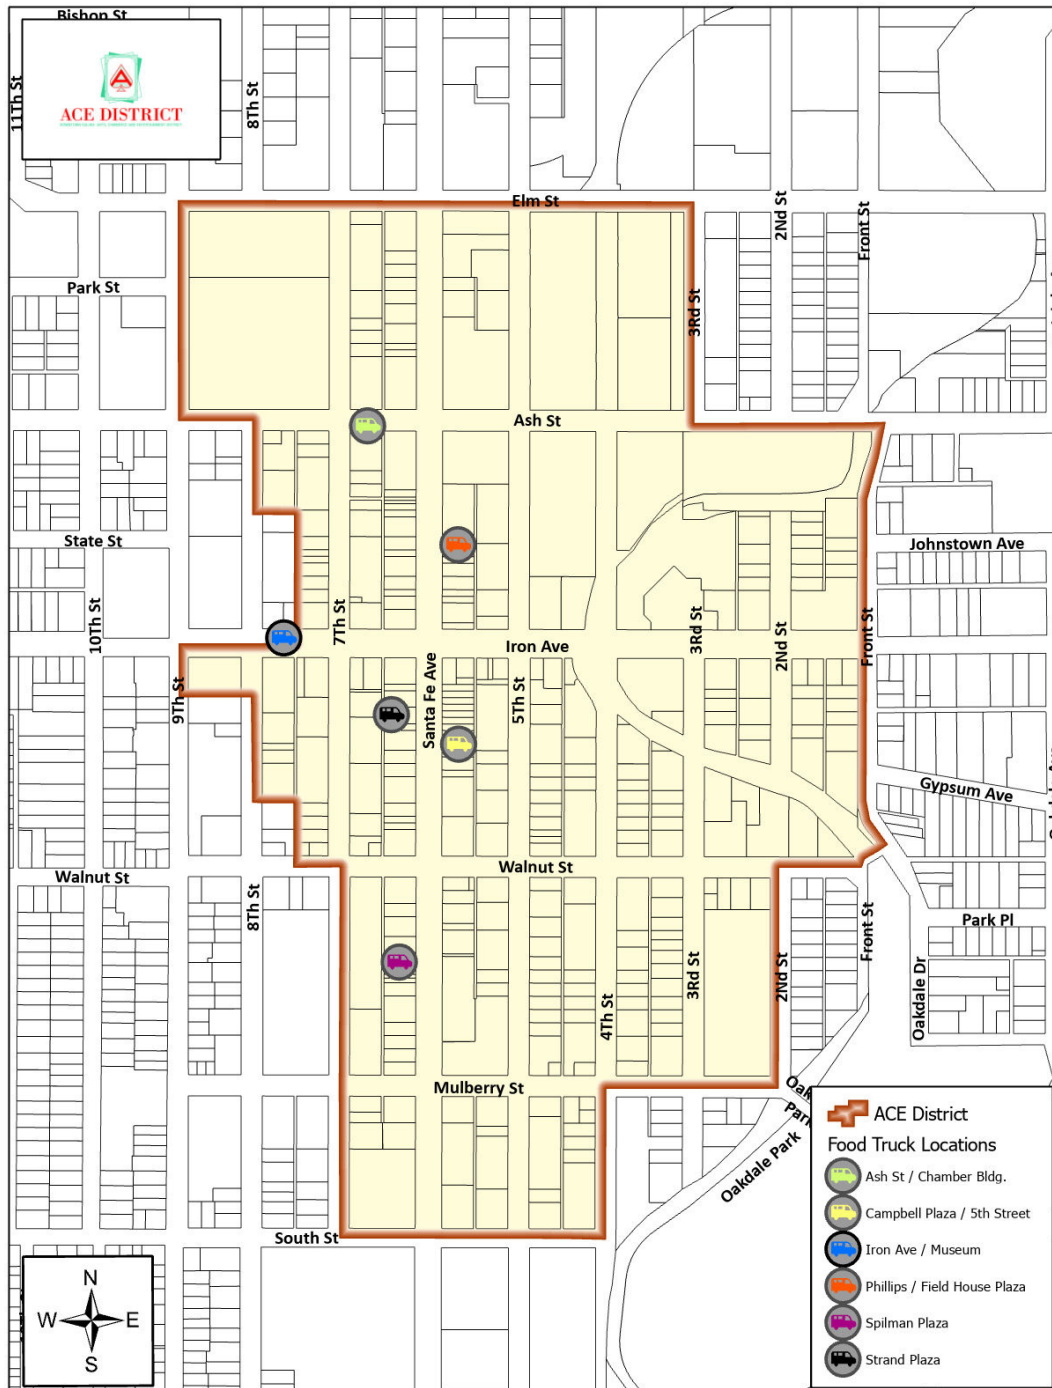 Bishop St
11Th St
ACE DISTRICT
8Th St
Elm St
2Nd St
Front St
Park St
3Rd St
Ash St
State St
Johnstown Ave
10Th St
7Th St
Iron Ave
3Rd St
2Nd St
Front St
9Th St
Santa Fe Ave
5Th St
Gypsum Ave
Walnut St
Walnut St
8Th St
Park Pl
Front St
3Rd St
2Nd St
Oakdale Dr
4Th St
Mulberry St
Oakdale Park
South St
N
W E
S
ACE District
Food Truck Locations
Ash St / Chamber Bldg.
Campbell Plaza / 5th Street
Iron Ave / Museum
Phillips / Field House Plaza
Spilman Plaza
Strand Plaza